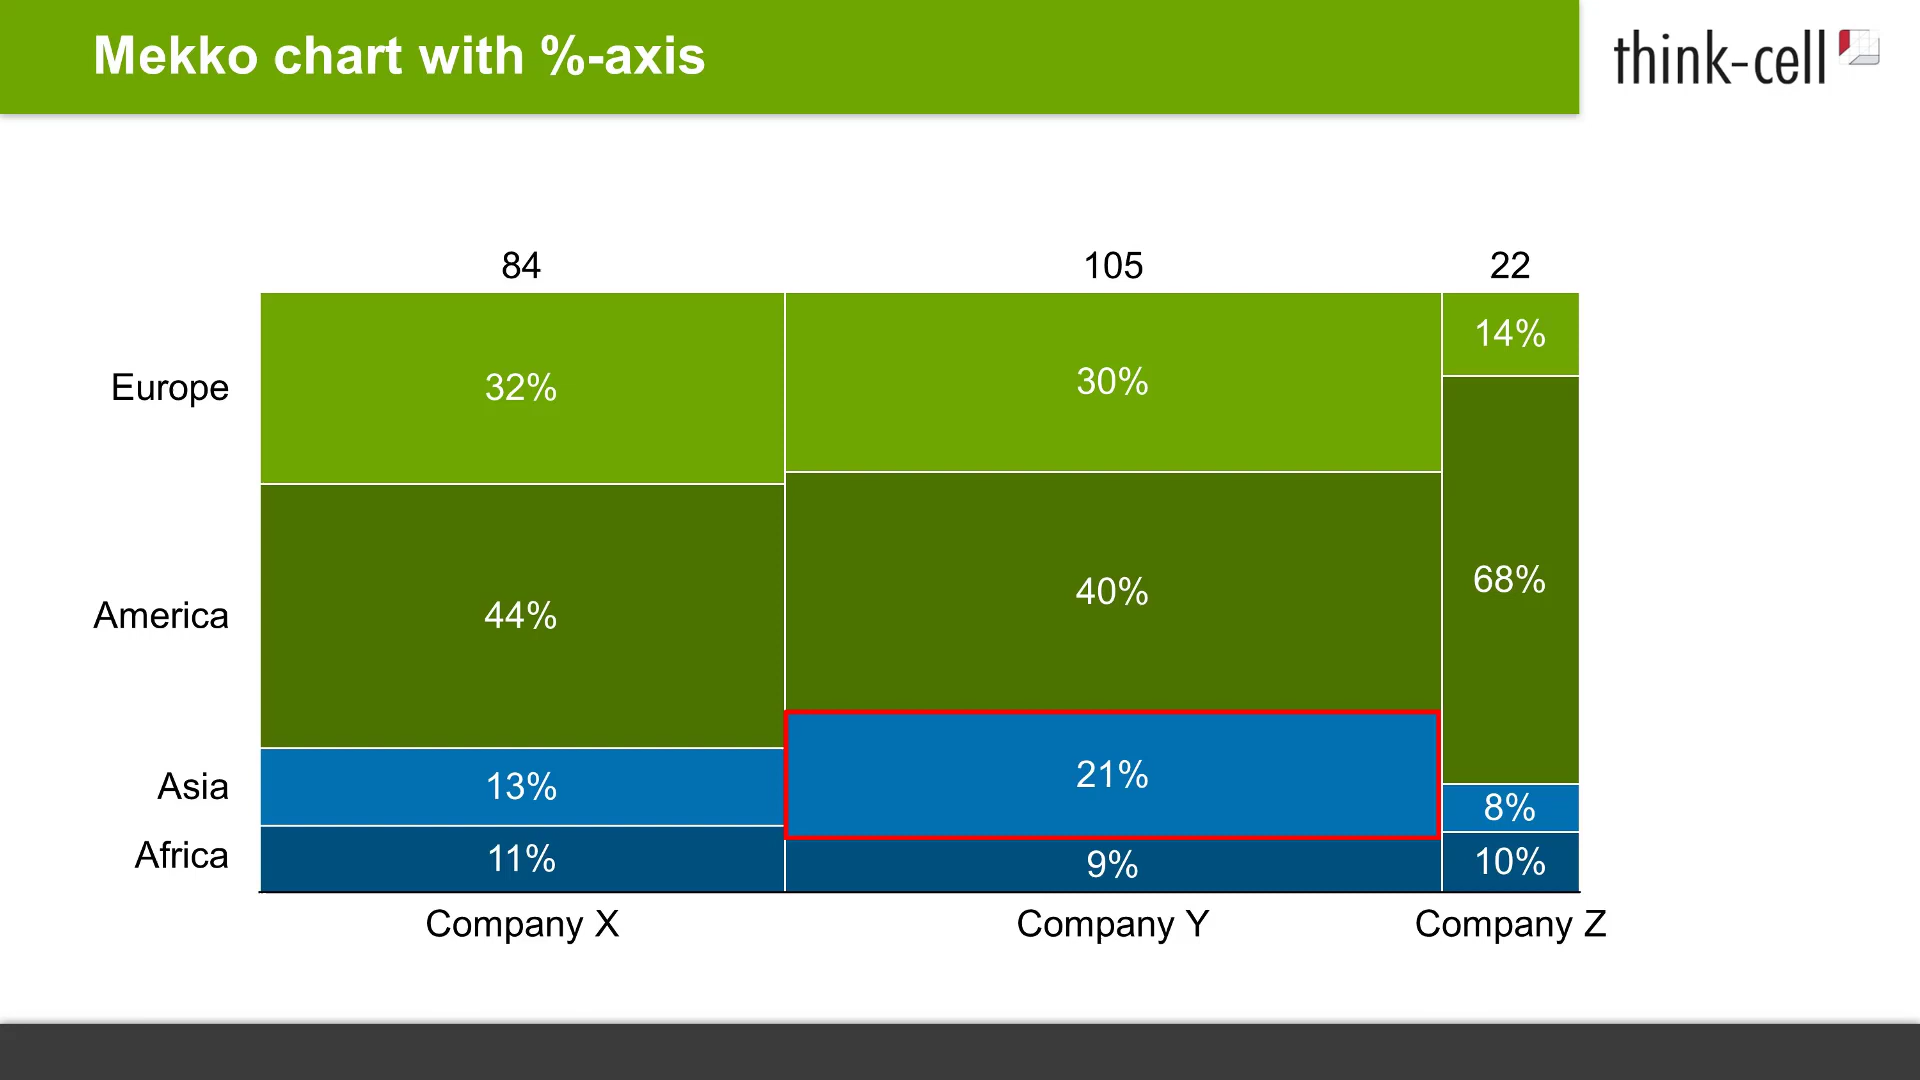 Mekko chart with %-axis
think-cell
84 105 22
14%
Europe 32% 30%
America 44% 40% 68%
Asia 13% 21% 8%
Africa 11% 9% 10%
Company X Company Y Company Z